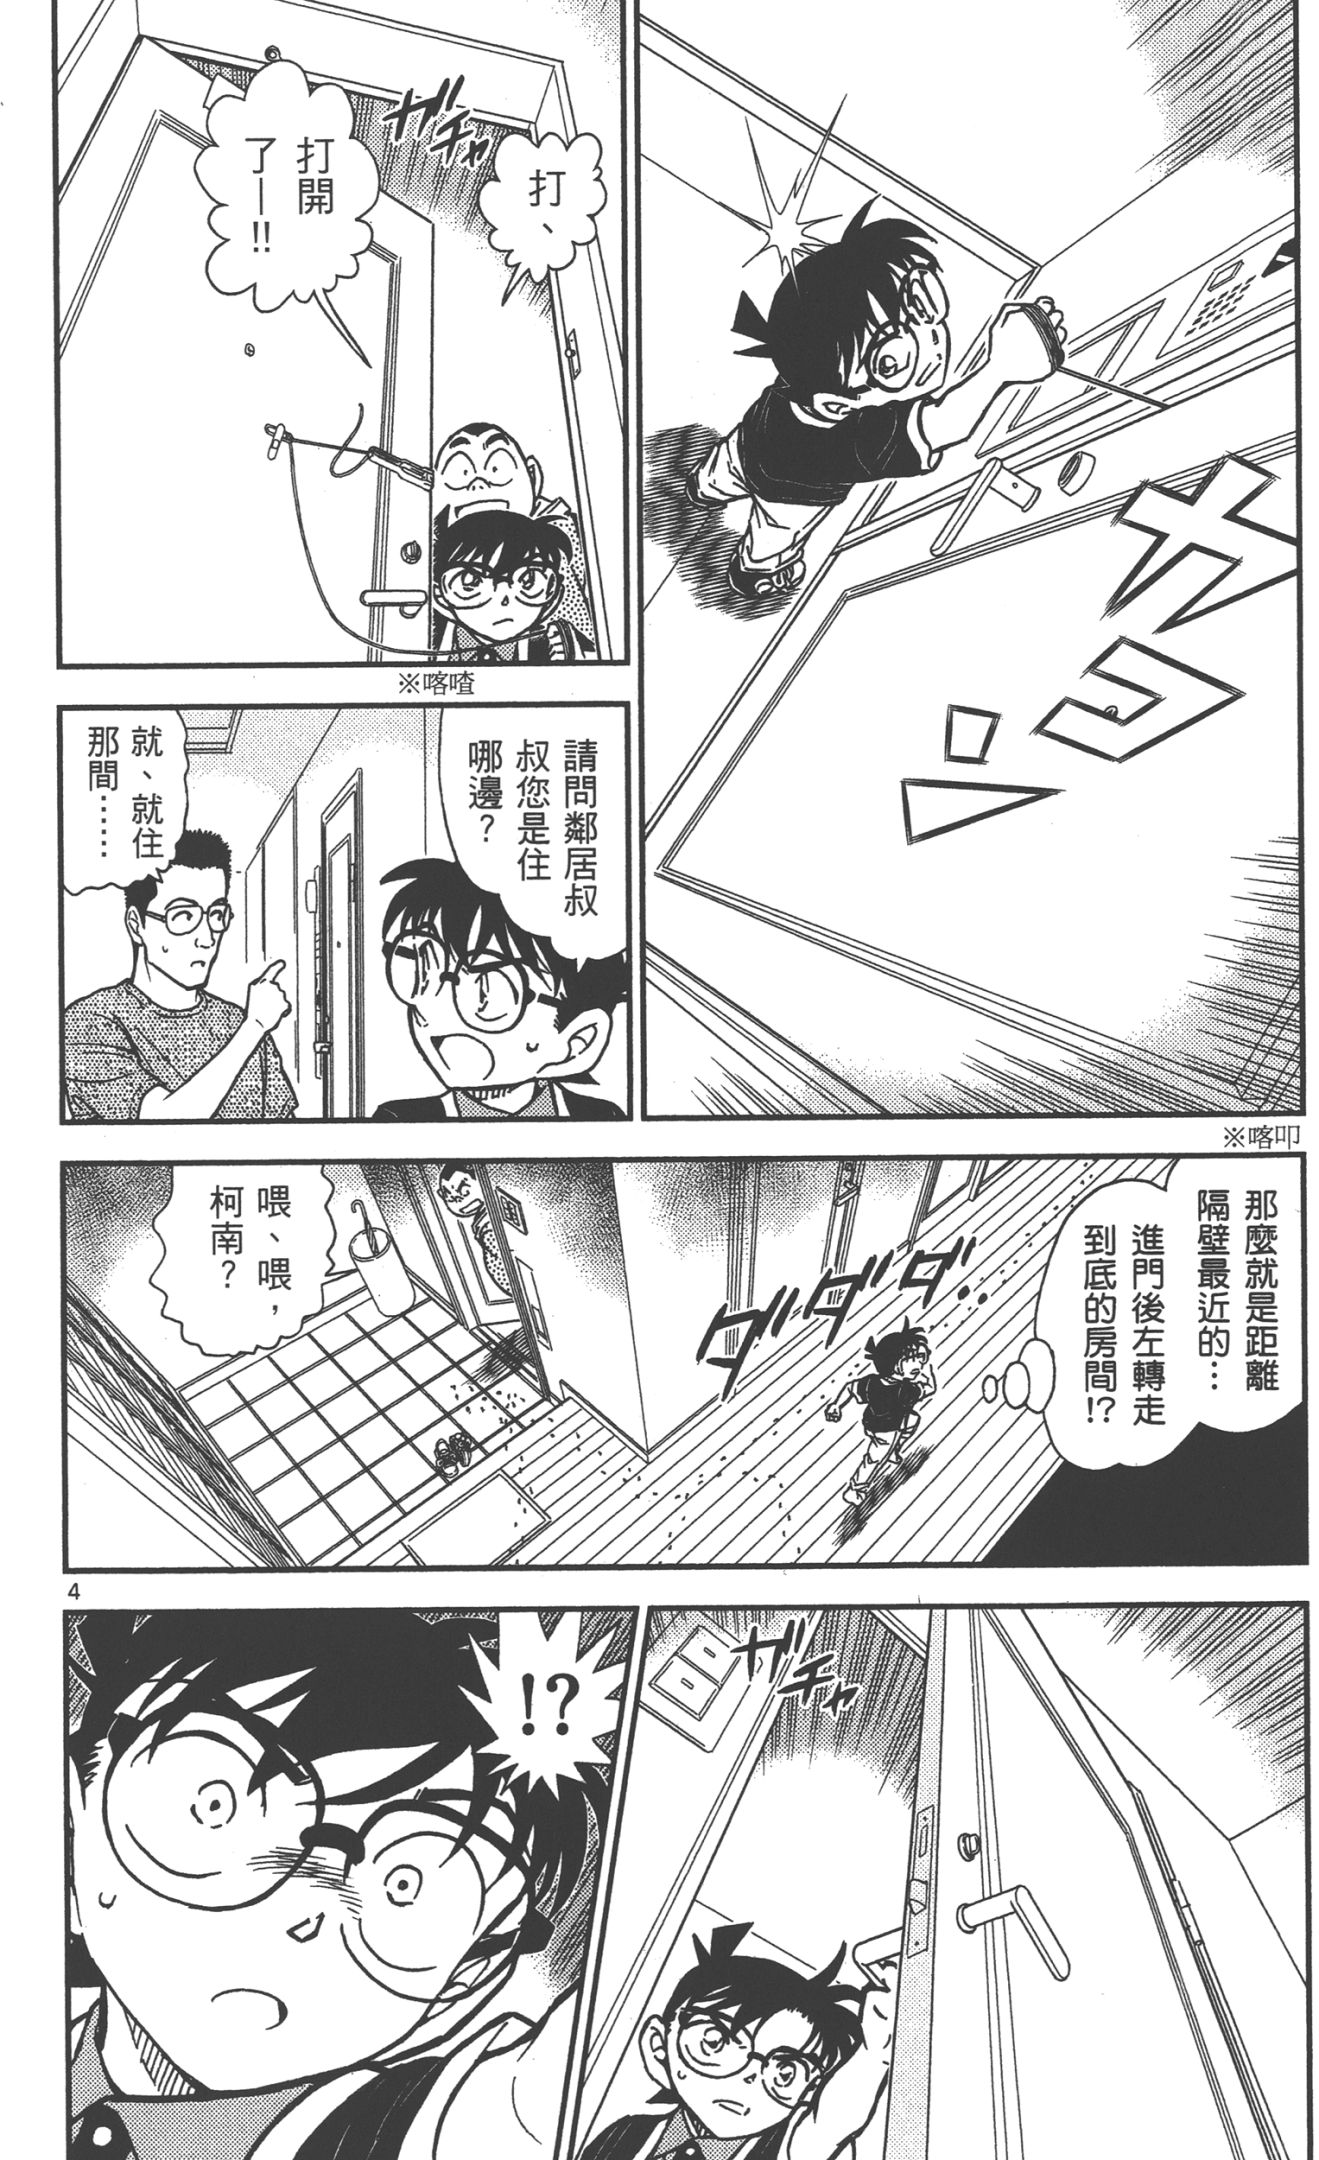 メリ
※喀叩
ガチャ
打、
打開
了—!!
※喀喳
請問鄰居叔
叔您是住
哪邊？
就、就住
那間……
那麼就是距離
隔壁最近的…
進門後左轉走
到底的房間!?
ダダダ
喂、喂，
柯南？
4
ガチャ
!?